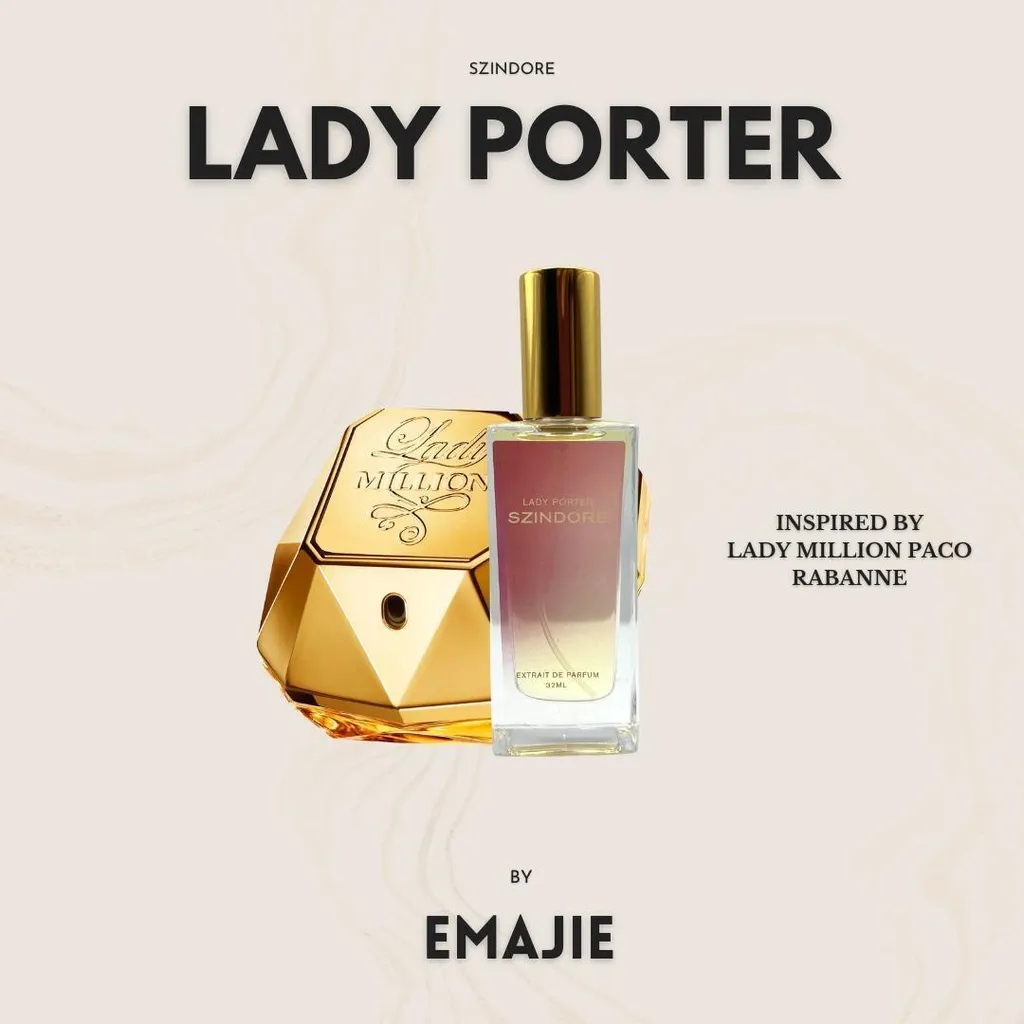 SZINDORE
LADY PORTER
Lady
MILLION
LADY PORTER
SZINDORE
INSPIRED BY
LADY MILLION PACO
RABANNE
EXTRAIT DE PARFUM
32ML
BY
EMAJIE